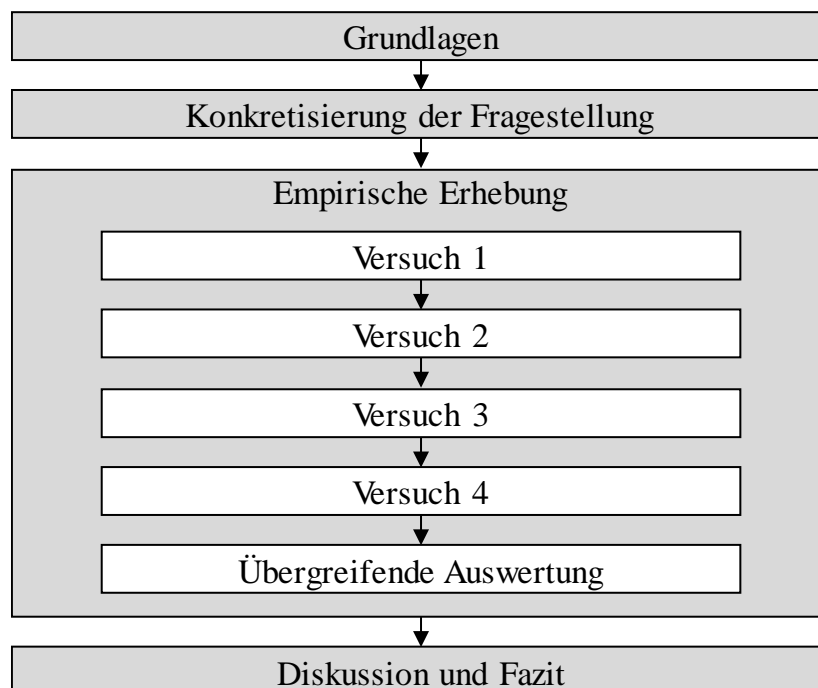 Grundlagen
Konkretisierung der Fragestellung
Empirische Erhebung
Versuch 1
Versuch 2
Versuch 3
Versuch 4
Übergreifende Auswertung
Diskussion und Fazit